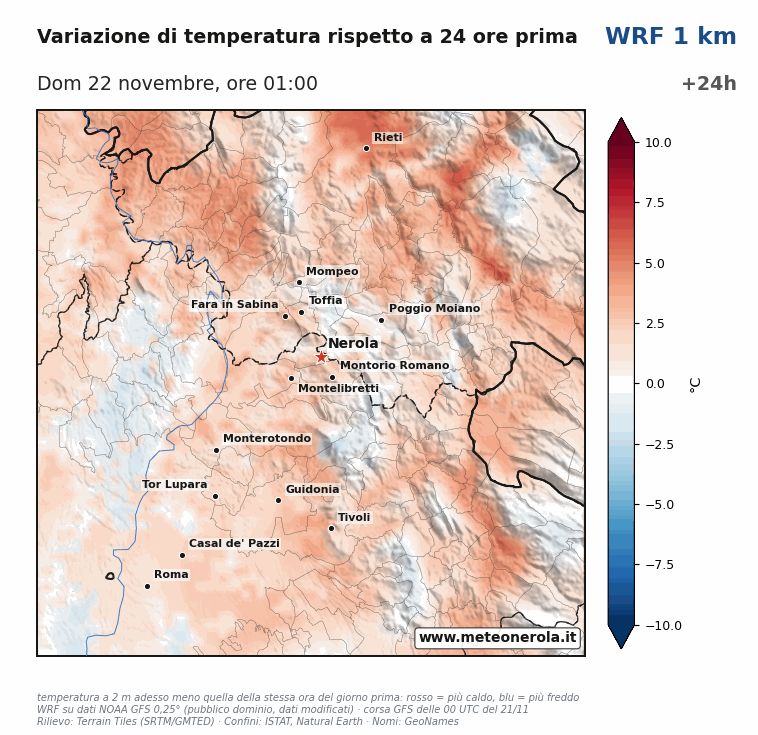 Variazione di temperatura rispetto a 24 ore prima
WRF 1 km
Dom 22 novembre, ore 01:00
+24h
Rieti
Mompeo
Fara in Sabina
Toffia
Poggio Moiano
Nerola
Montorio Romano
Montelibretti
Monterotondo
Tor Lupara
Guidonia
Tivoli
Casal de' Pazzi
Roma
www.meteonerola.it
10.0
7.5
5.0
2.5
0.0
−2.5
−5.0
−7.5
−10.0
°C
temperatura a 2 m adesso meno quella della stessa ora del giorno prima: rosso = più caldo, blu = più freddo
WRF su dati NOAA GFS 0,25° (pubblico dominio, dati modificati) · corsa GFS delle 00 UTC del 21/11
Rilievo: Terrain Tiles (SRTM/GMTED) · Confini: ISTAT, Natural Earth · Nomi: GeoNames